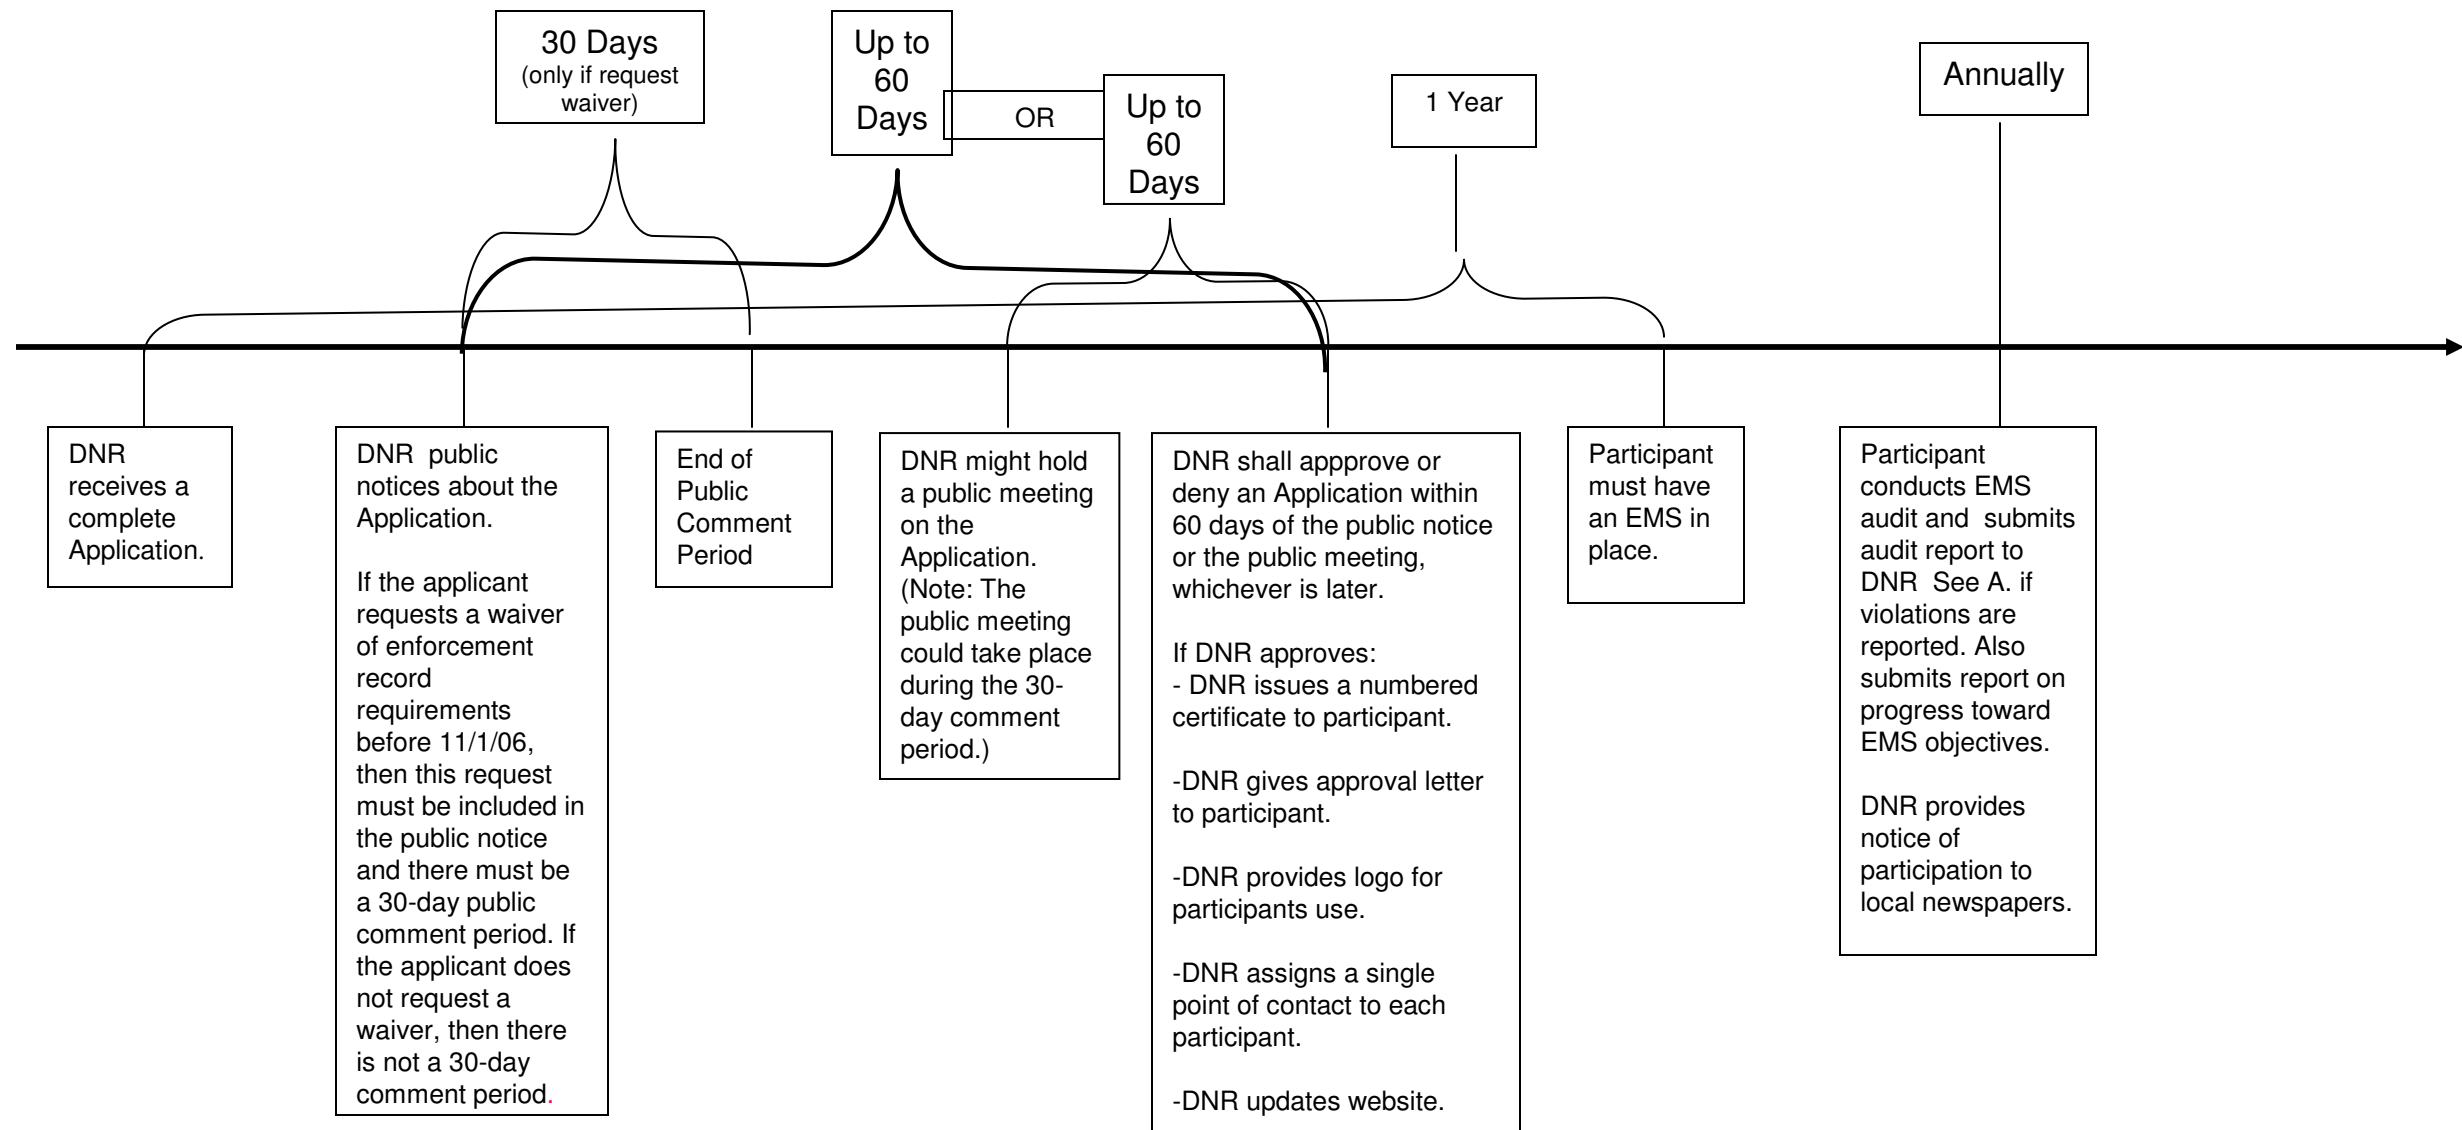 30 Days
(only if request
waiver)
Up to
60
Days
OR
Up to
60
Days
1 Year
Annually
DNR
receives a
complete
Application.
DNR  public
notices about the
Application.
If the applicant
requests a waiver
of enforcement
record
requirements
before 11/1/06,
then this request
must be included in
the public notice
and there must be
a 30-day public
comment period. If
the applicant does
not request a
waiver, then there
is not a 30-day
comment period.
End of
Public
Comment
Period
DNR might hold
a public meeting
on the
Application.
(Note: The
public meeting
could take place
during the 30-
day comment
period.)
DNR shall appprove or
deny an Application within
60 days of the public notice
or the public meeting,
whichever is later.
If DNR approves:
- DNR issues a numbered
certificate to participant.
-DNR gives approval letter
to participant.
-DNR provides logo for
participants use.
-DNR assigns a single
point of contact to each
participant.
-DNR updates website.
Participant
must have
an EMS in
place.
Participant
conducts EMS
audit and  submits
audit report to
DNR  See A. if
violations are
reported. Also
submits report on
progress toward
EMS objectives.
DNR provides
notice of
participation to
local newspapers.